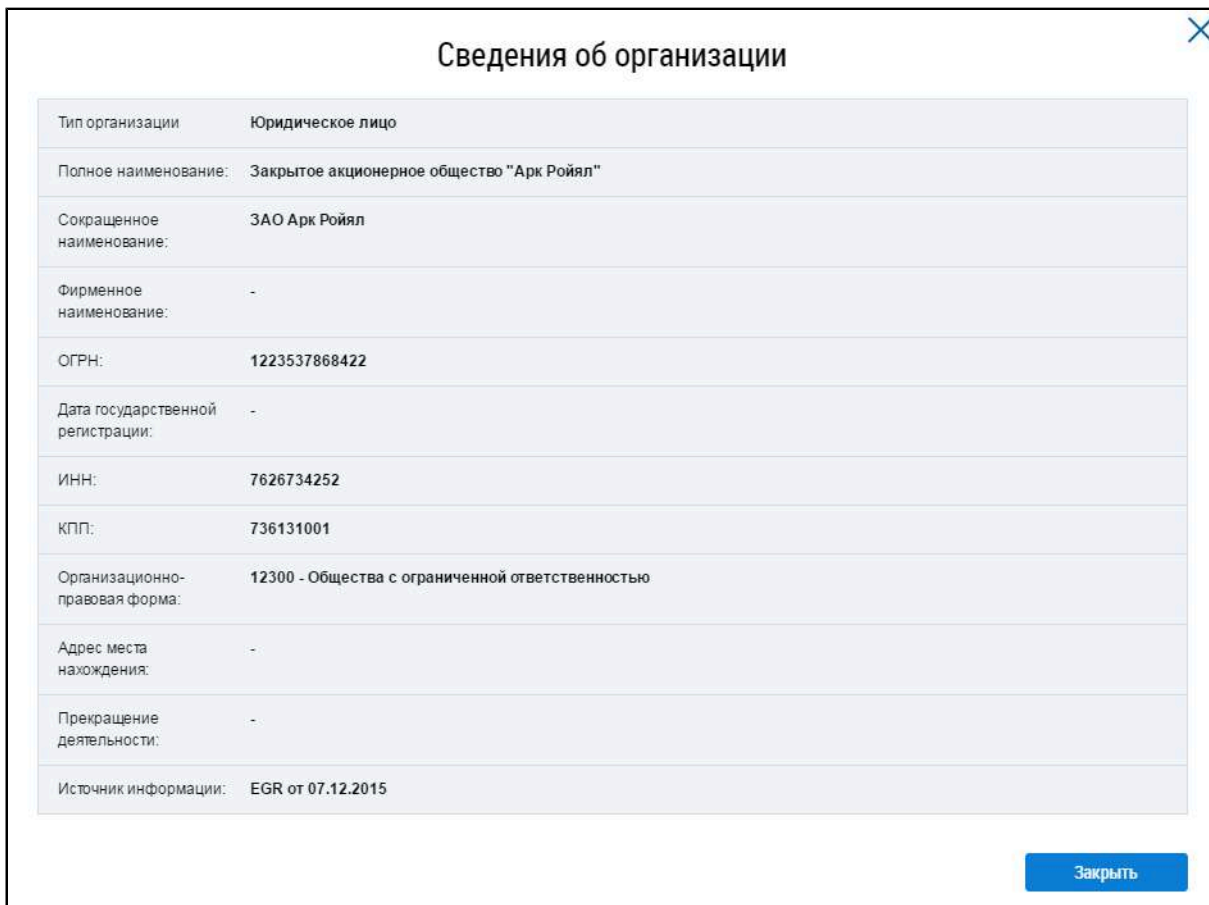 Сведения об организации
Тип организации Юридическое лицо
Полное наименование: Закрытое акционерное общество "Арк Ройял"
Сокращенное наименование: ЗАО Арк Ройял
Фирменное наименование: -
ОГРН: 1223537868422
Дата государственной регистрации: -
ИНН: 7626734252
КПП: 736131001
Организационно-правовая форма: 12300 - Общества с ограниченной ответственностью
Адрес места нахождения: -
Прекращение деятельности: -
Источник информации: EGR от 07.12.2015
Закрыть